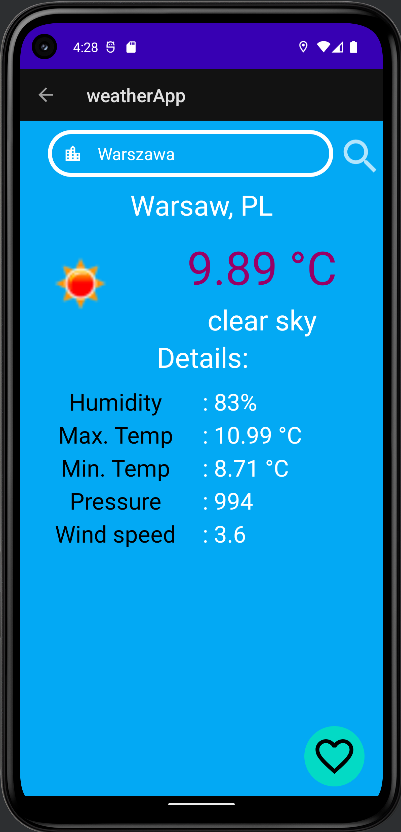 4:28
weatherApp
Warszawa
Warsaw, PL
9.89 °C
clear sky
Details:
Humidity : 83%
Max. Temp : 10.99 °C
Min. Temp : 8.71 °C
Pressure : 994
Wind speed : 3.6